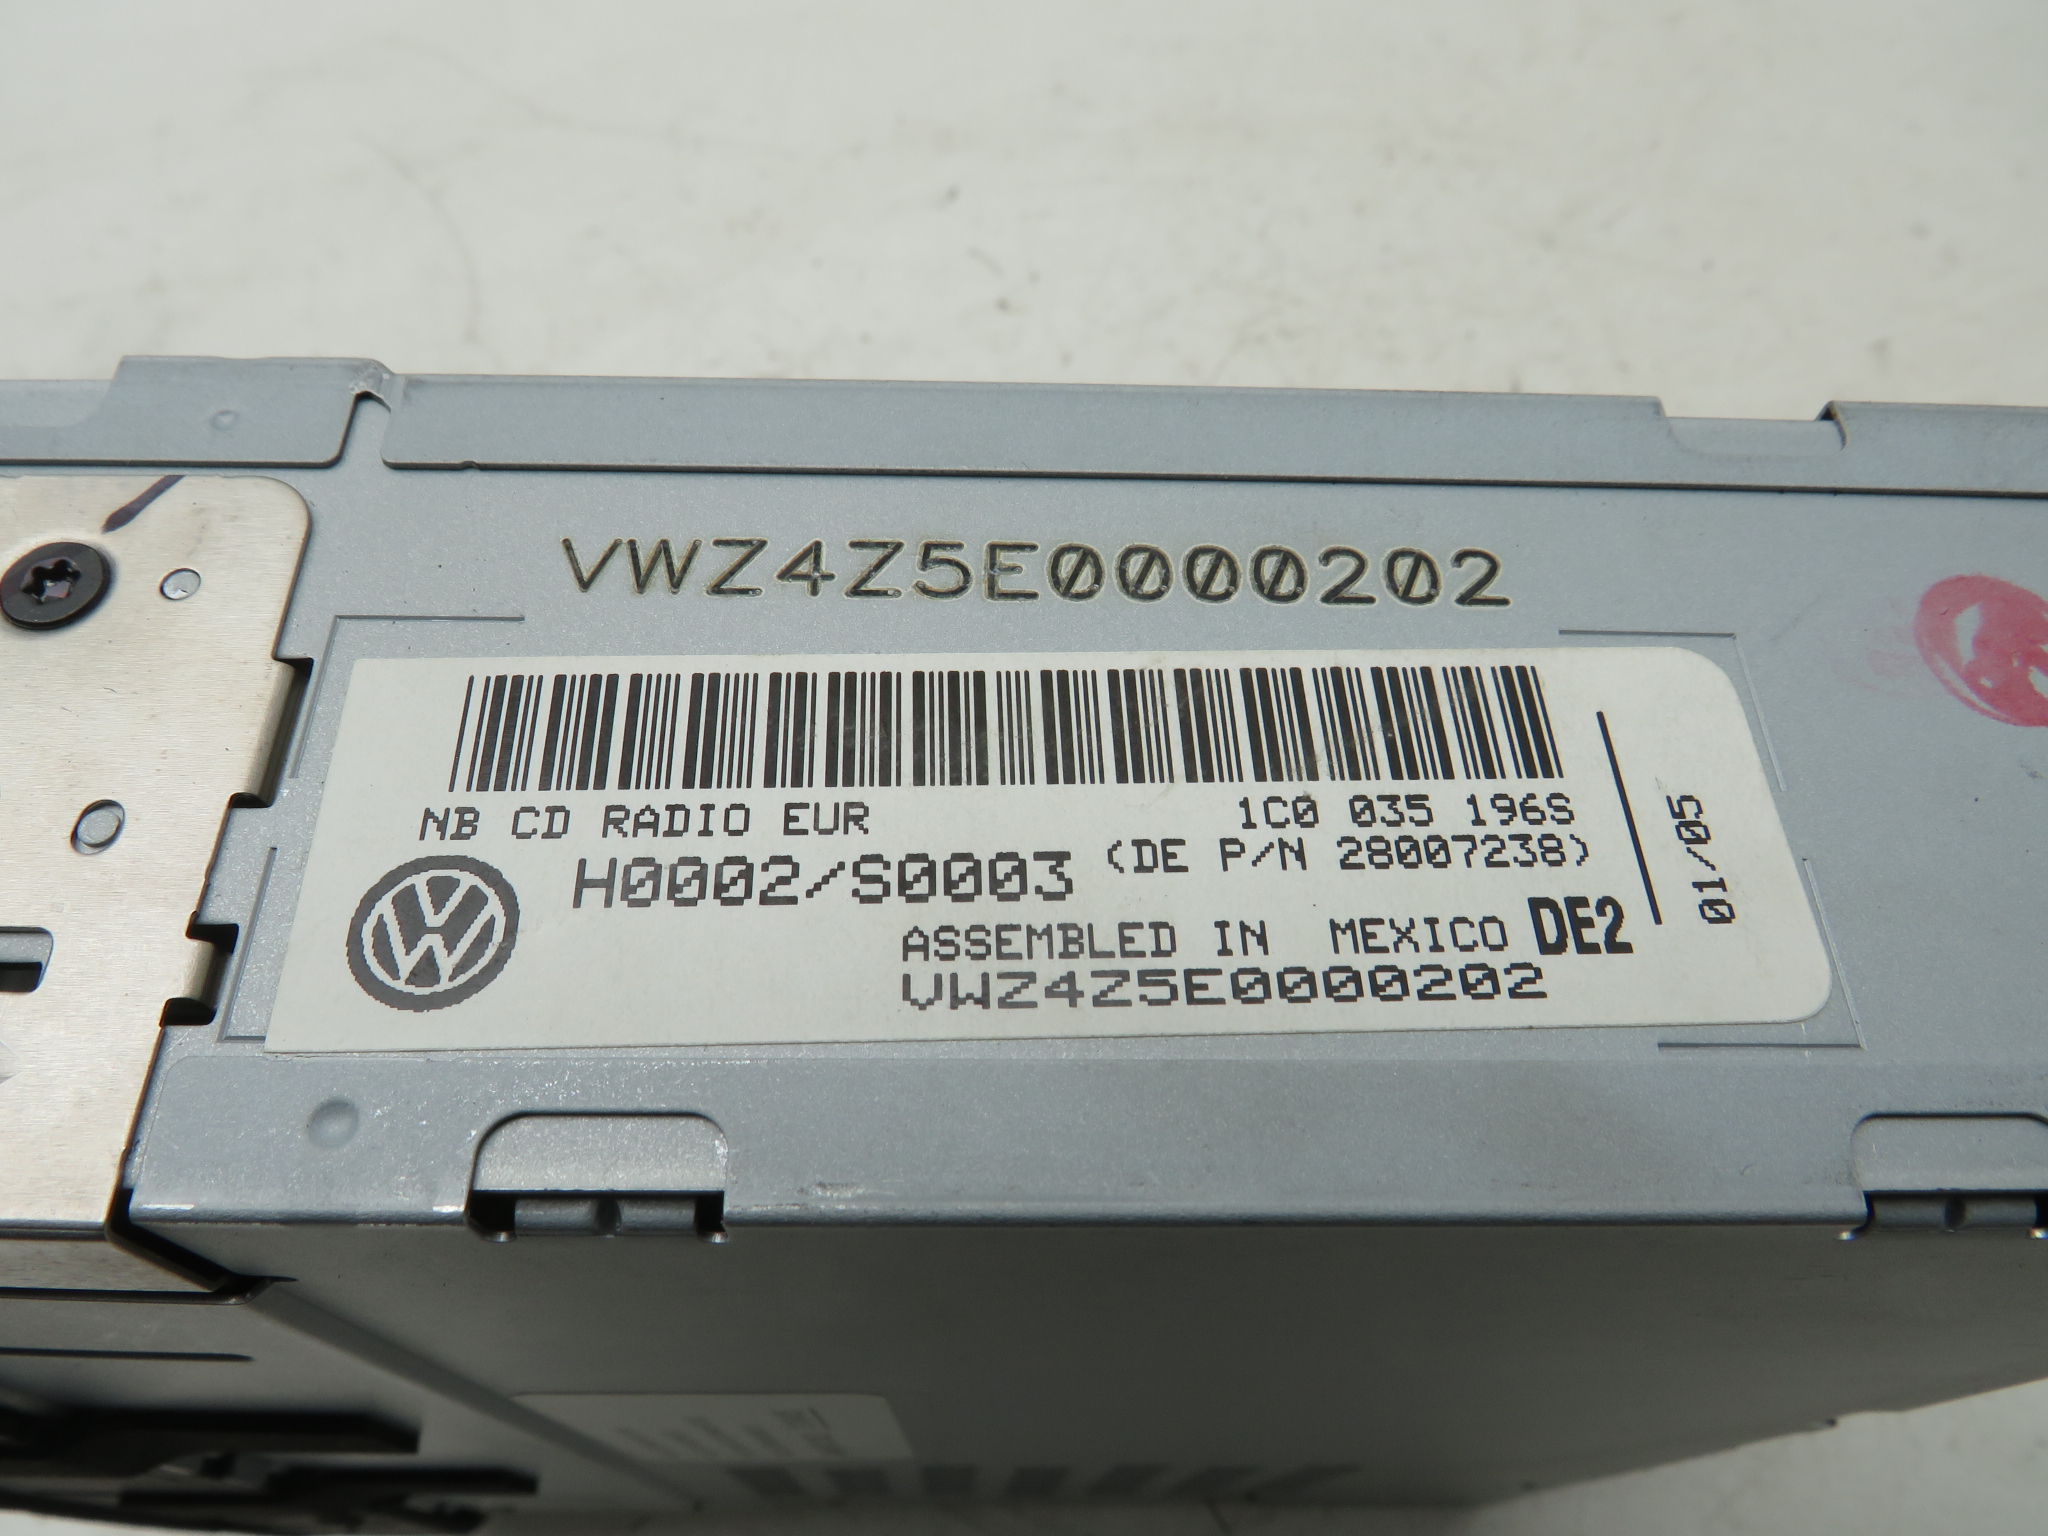 VWZ4Z5E0000202
NB CD RADIO EUR 1C0 035 196S
H0002/S0003 (DE P/N 28007238)
ASSEMBLED IN MEXICO DE2
VWZ4Z5E0000202
01/05